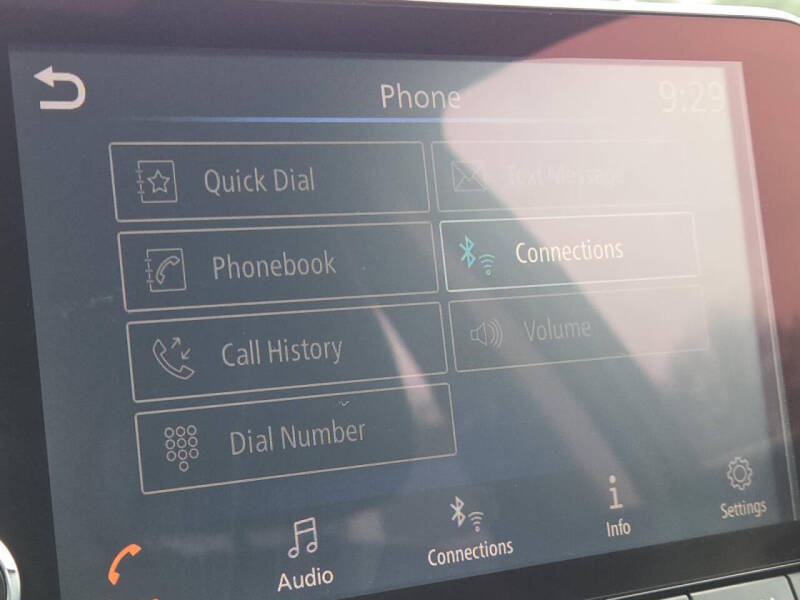 Phone
9:29
Quick Dial
Text Message
Phonebook
Connections
Call History
Volume
Dial Number
Audio
Connections
Info
Settings